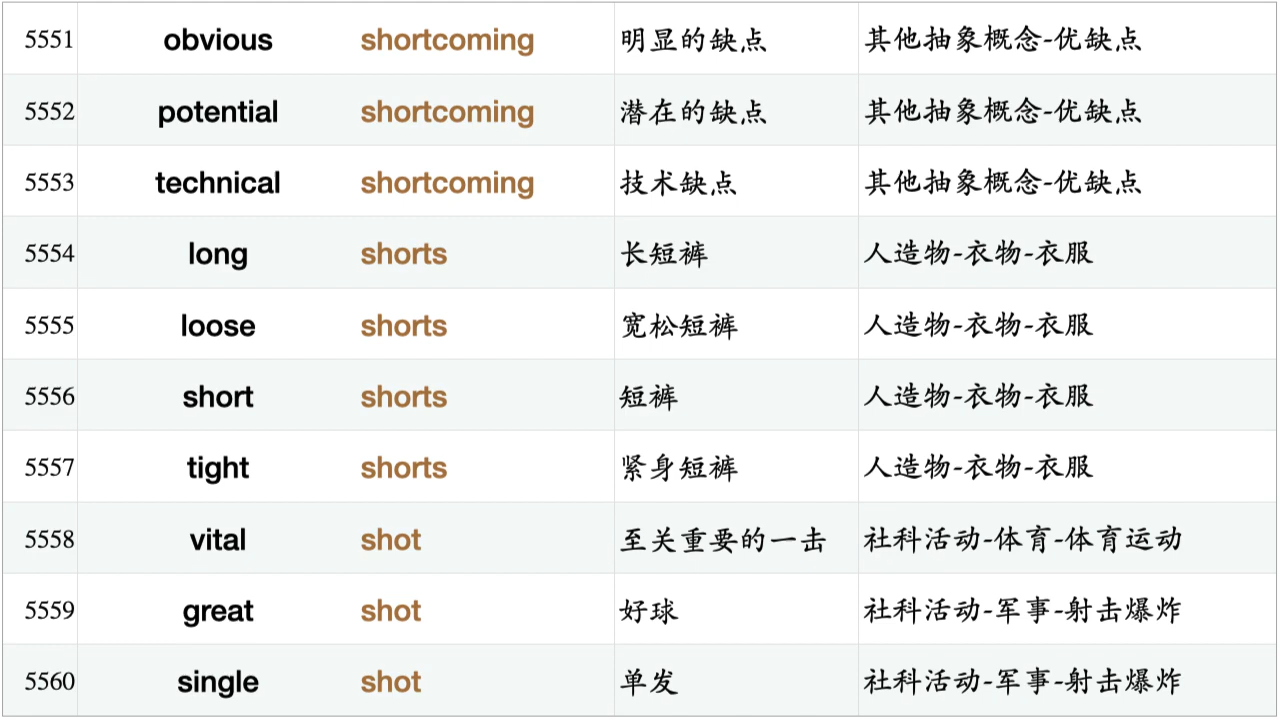 5551 obvious shortcoming 明显的缺点 其他抽象概念-优缺点
5552 potential shortcoming 潜在的缺点 其他抽象概念-优缺点
5553 technical shortcoming 技术缺点 其他抽象概念-优缺点
5554 long shorts 长短裤 人造物-衣物-衣服
5555 loose shorts 宽松短裤 人造物-衣物-衣服
5556 short shorts 短裤 人造物-衣物-衣服
5557 tight shorts 紧身短裤 人造物-衣物-衣服
5558 vital shot 至关重要的一击 社科活动-体育-体育运动
5559 great shot 好球 社科活动-军事-射击爆炸
5560 single shot 单发 社科活动-军事-射击爆炸